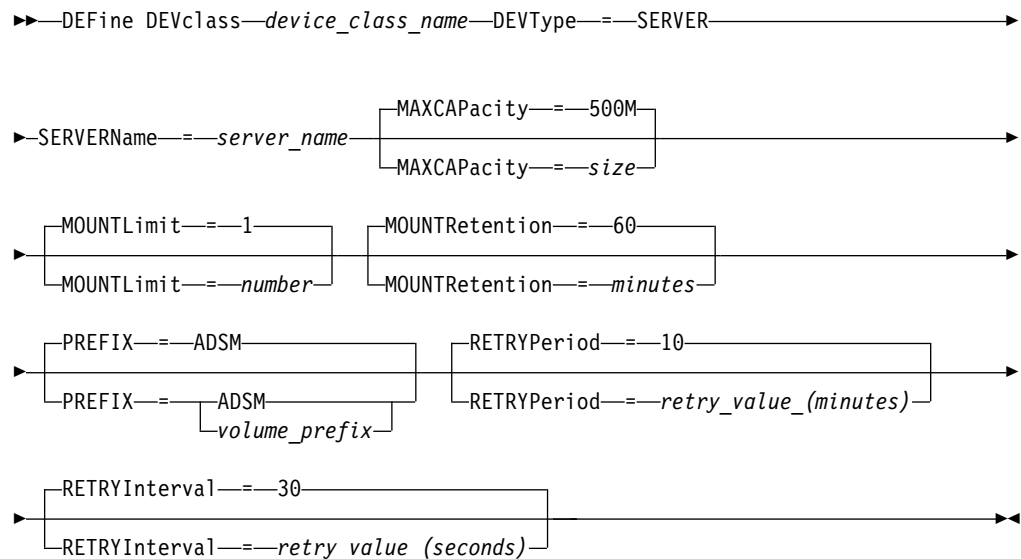 DEFine DEVclass device_class_name DEVType = SERVER
MAXCAPacity = 500M
SERVERName = server_name
MAXCAPacity = size
MOUNTLimit = 1 MOUNTRetention = 60
MOUNTLimit = number MOUNTRetention = minutes
PREFIX = ADSM RETRYPeriod = 10
PREFIX = ADSM RETRYPeriod = retry_value_(minutes)
volume_prefix
RETRYInterval = 30
RETRYInterval = retry value (seconds)